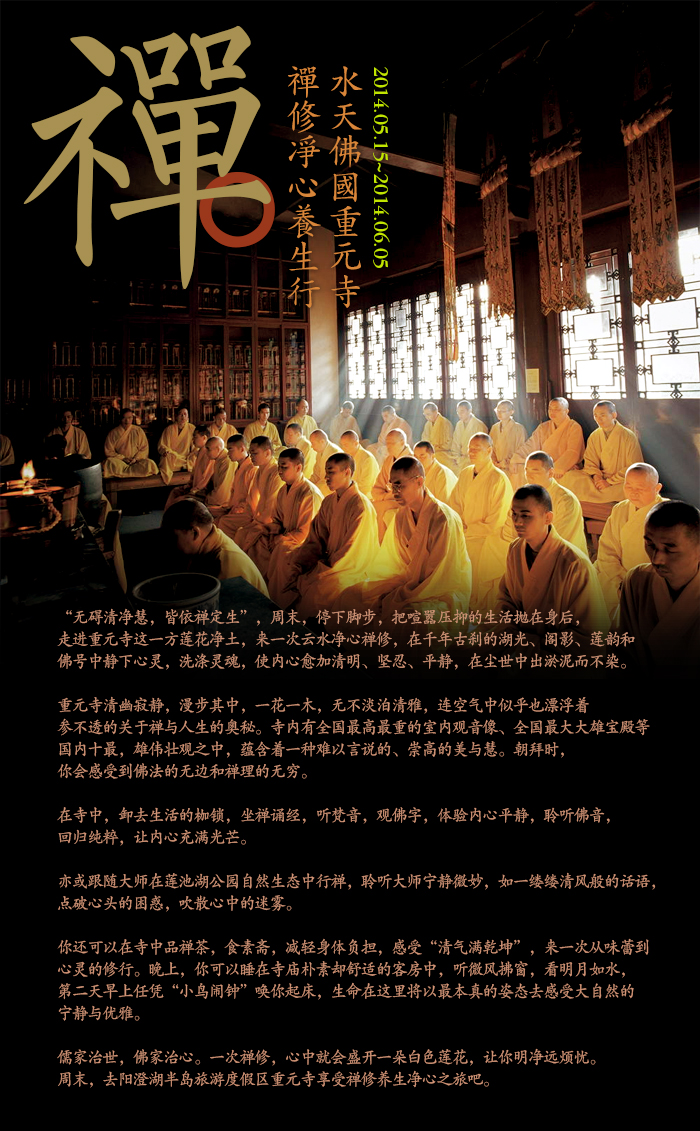 禪
2014.05.15~2014.06.05
水天佛國重元寺
禪修淨心養生行
“无碍清净慧，皆依禅定生”，周末，停下脚步，把喧嚣压抑的生活抛在身后，
走进重元寺这一方莲花净土，来一次云水净心禅修，在千年古刹的湖光、阁影、莲韵和
佛号中静下心灵，洗涤灵魂，使内心愈加清明、坚忍、平静，在尘世中出淤泥而不染。
重元寺清幽寂静，漫步其中，一花一木，无不淡泊清雅，连空气中似乎也漂浮着
参不透的关于禅与人生的奥秘。寺内有全国最高最重的室内观音像、全国最大大雄宝殿等
国内十最，雄伟壮观之中，蕴含着一种难以言说的、崇高的美与慧。朝拜时，
你会感受到佛法的无边和禅理的无穷。
在寺中，卸去生活的枷锁，坐禅诵经，听梵音，观佛字，体验内心平静，聆听佛音，
回归纯粹，让内心充满光芒。
亦或跟随大师在莲池湖公园自然生态中行禅，聆听大师宁静微妙，如一缕缕清风般的话语，
点破心头的困惑，吹散心中的迷雾。
你还可以在寺中品禅茶，食素斋，减轻身体负担，感受“清气满乾坤”，来一次从味蕾到
心灵的修行。晚上，你可以睡在寺庙朴素却舒适的客房中，听微风拂窗，看明月如水，
第二天早上任凭“小鸟闹钟”唤你起床，生命在这里将以最本真的姿态去感受大自然的
宁静与优雅。
儒家治世，佛家治心。一次禅修，心中就会盛开一朵白色莲花，让你明净远烦忧。
周末，去阳澄湖半岛旅游度假区重元寺享受禅修养生净心之旅吧。